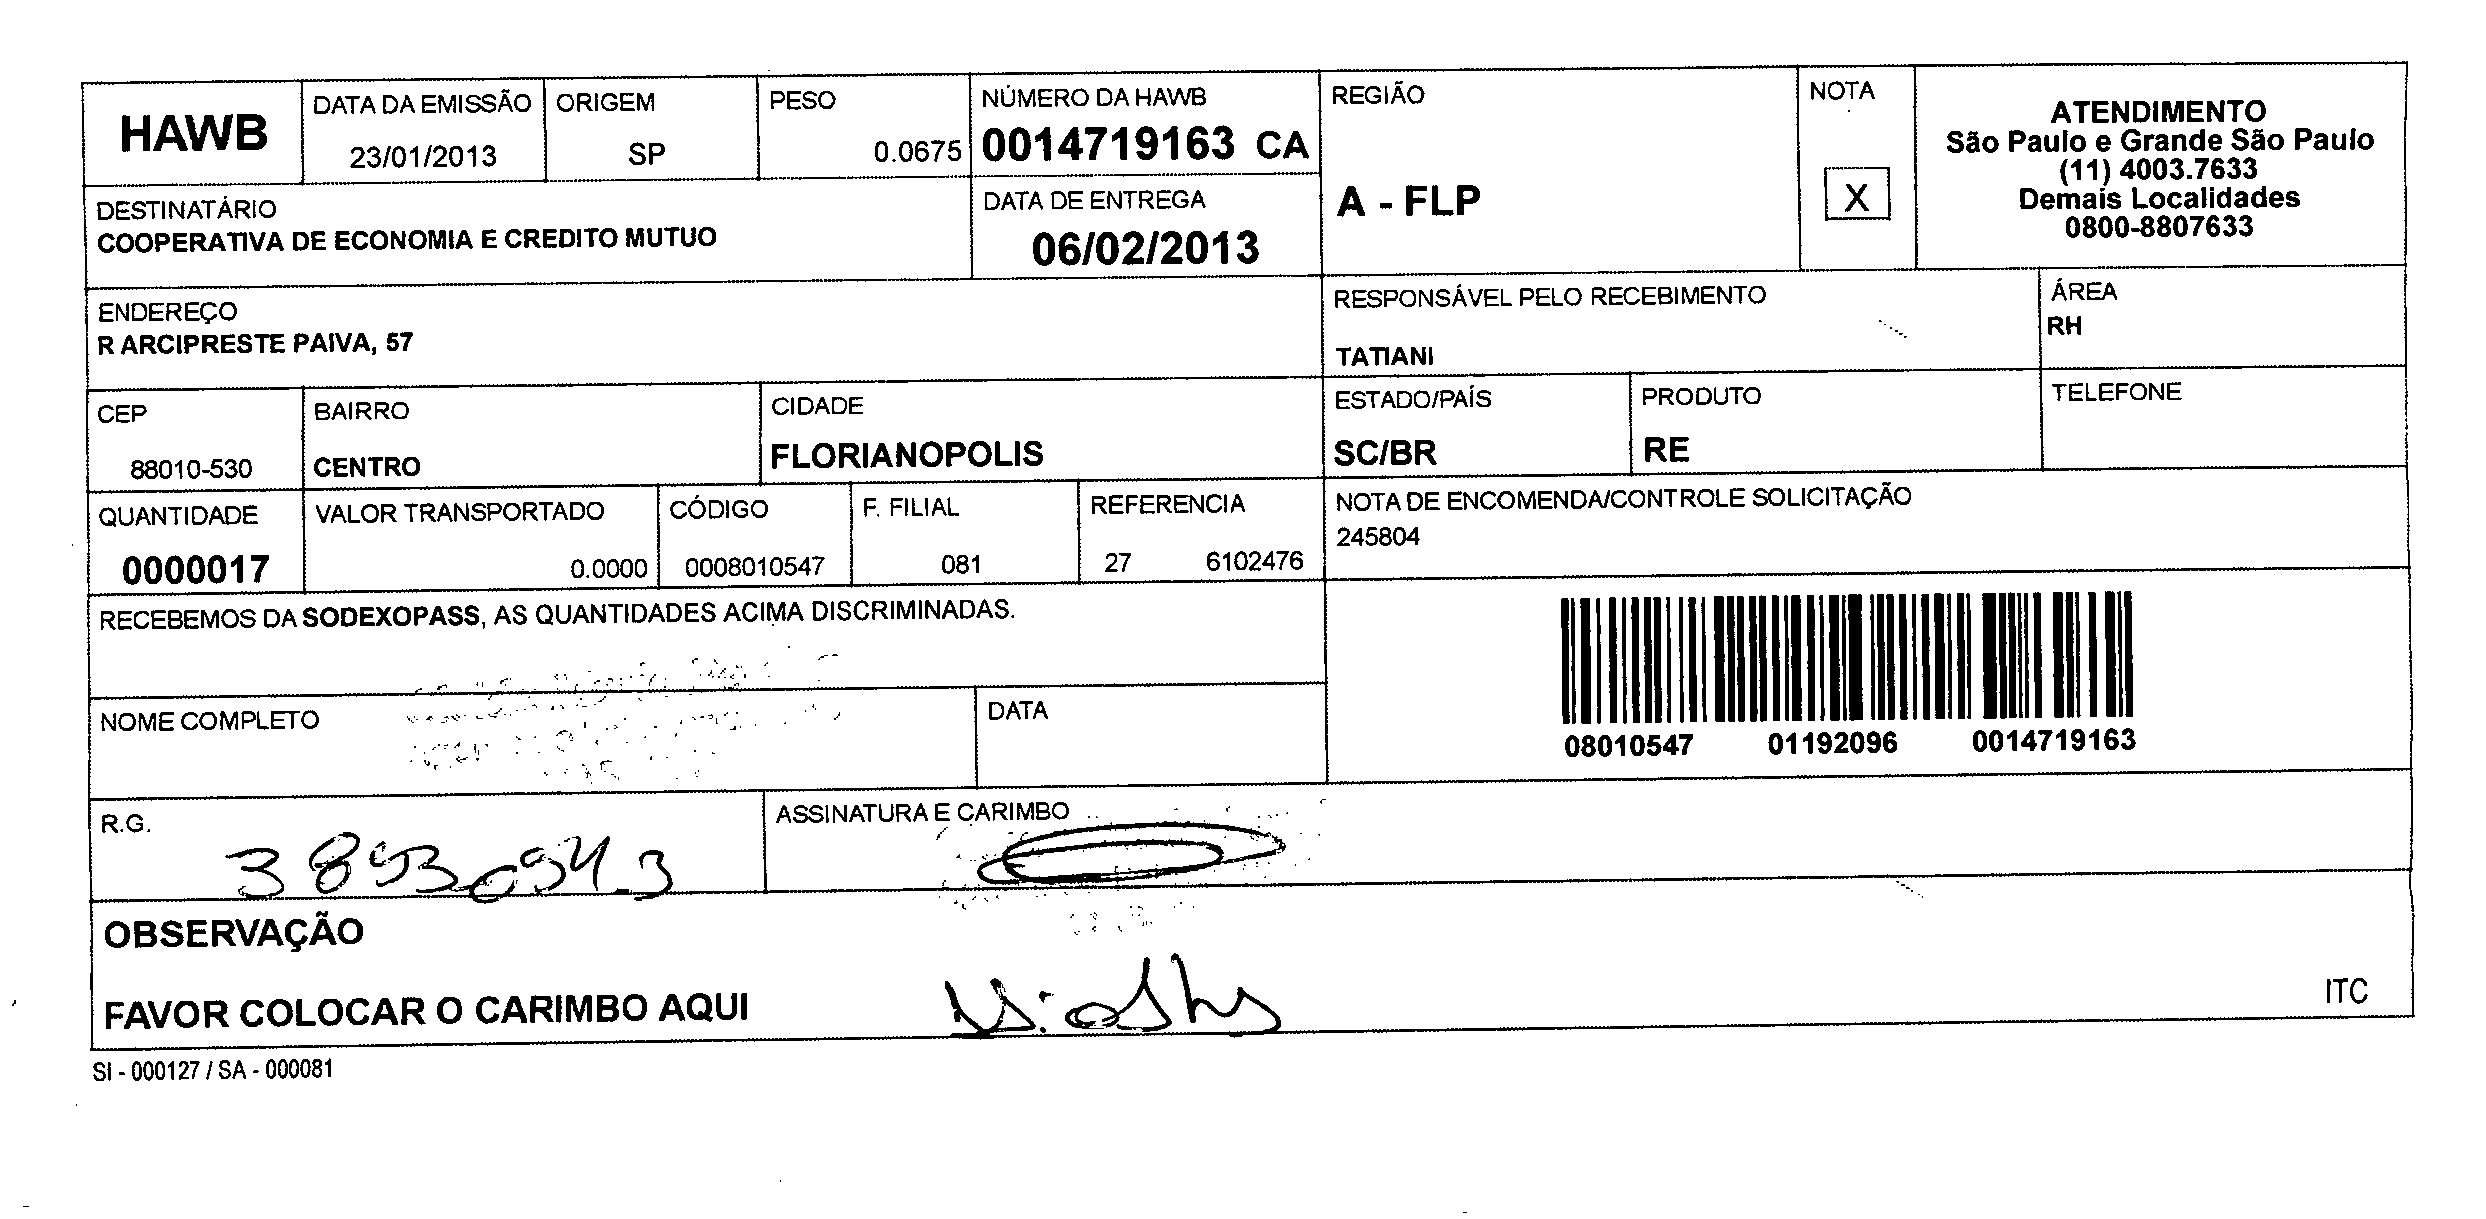 HAWB
DATA DA EMISSÃO
23/01/2013
ORIGEM
SP
PESO
0.0675
NÚMERO DA HAWB
0014719163 CA
REGIÃO
A - FLP
NOTA
X
ATENDIMENTO
São Paulo e Grande São Paulo
(11) 4003.7633
Demais Localidades
0800-8807633
DESTINATÁRIO
COOPERATIVA DE ECONOMIA E CREDITO MUTUO
DATA DE ENTREGA
06/02/2013
ENDEREÇO
R ARCIPRESTE PAIVA, 57
RESPONSÁVEL PELO RECEBIMENTO
TATIANI
ÁREA
RH
CEP
88010-530
BAIRRO
CENTRO
CIDADE
FLORIANOPOLIS
ESTADO/PAÍS
SC/BR
PRODUTO
RE
TELEFONE
QUANTIDADE
0000017
VALOR TRANSPORTADO
0.0000
CÓDIGO
0008010547
F. FILIAL
081
REFERENCIA
27 6102476
NOTA DE ENCOMENDA/CONTROLE SOLICITAÇÃO
245804
RECEBEMOS DA SODEXOPASS, AS QUANTIDADES ACIMA DISCRIMINADAS.
08010547 01192096 0014719163
NOME COMPLETO
DATA
R.G.
ASSINATURA E CARIMBO
OBSERVAÇÃO
FAVOR COLOCAR O CARIMBO AQUI
ITC
SI - 000127 / SA - 000081